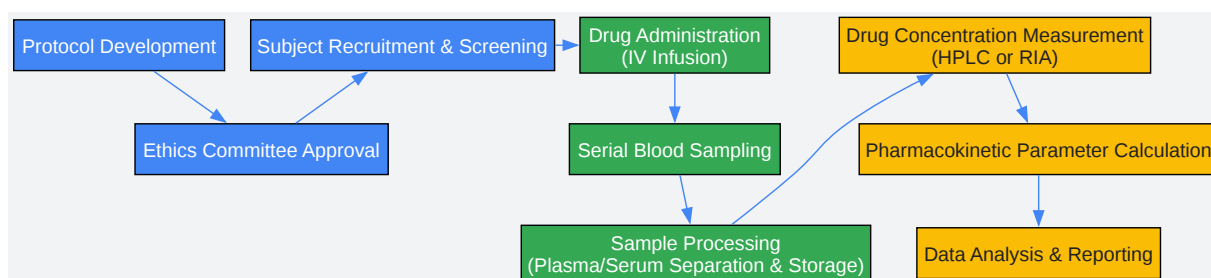 Protocol Development
Ethics Committee Approval
Subject Recruitment & Screening
Drug Administration
(IV Infusion)
Serial Blood Sampling
Sample Processing
(Plasma/Serum Separation & Storage)
Drug Concentration Measurement
(HPLC or RIA)
Pharmacokinetic Parameter Calculation
Data Analysis & Reporting